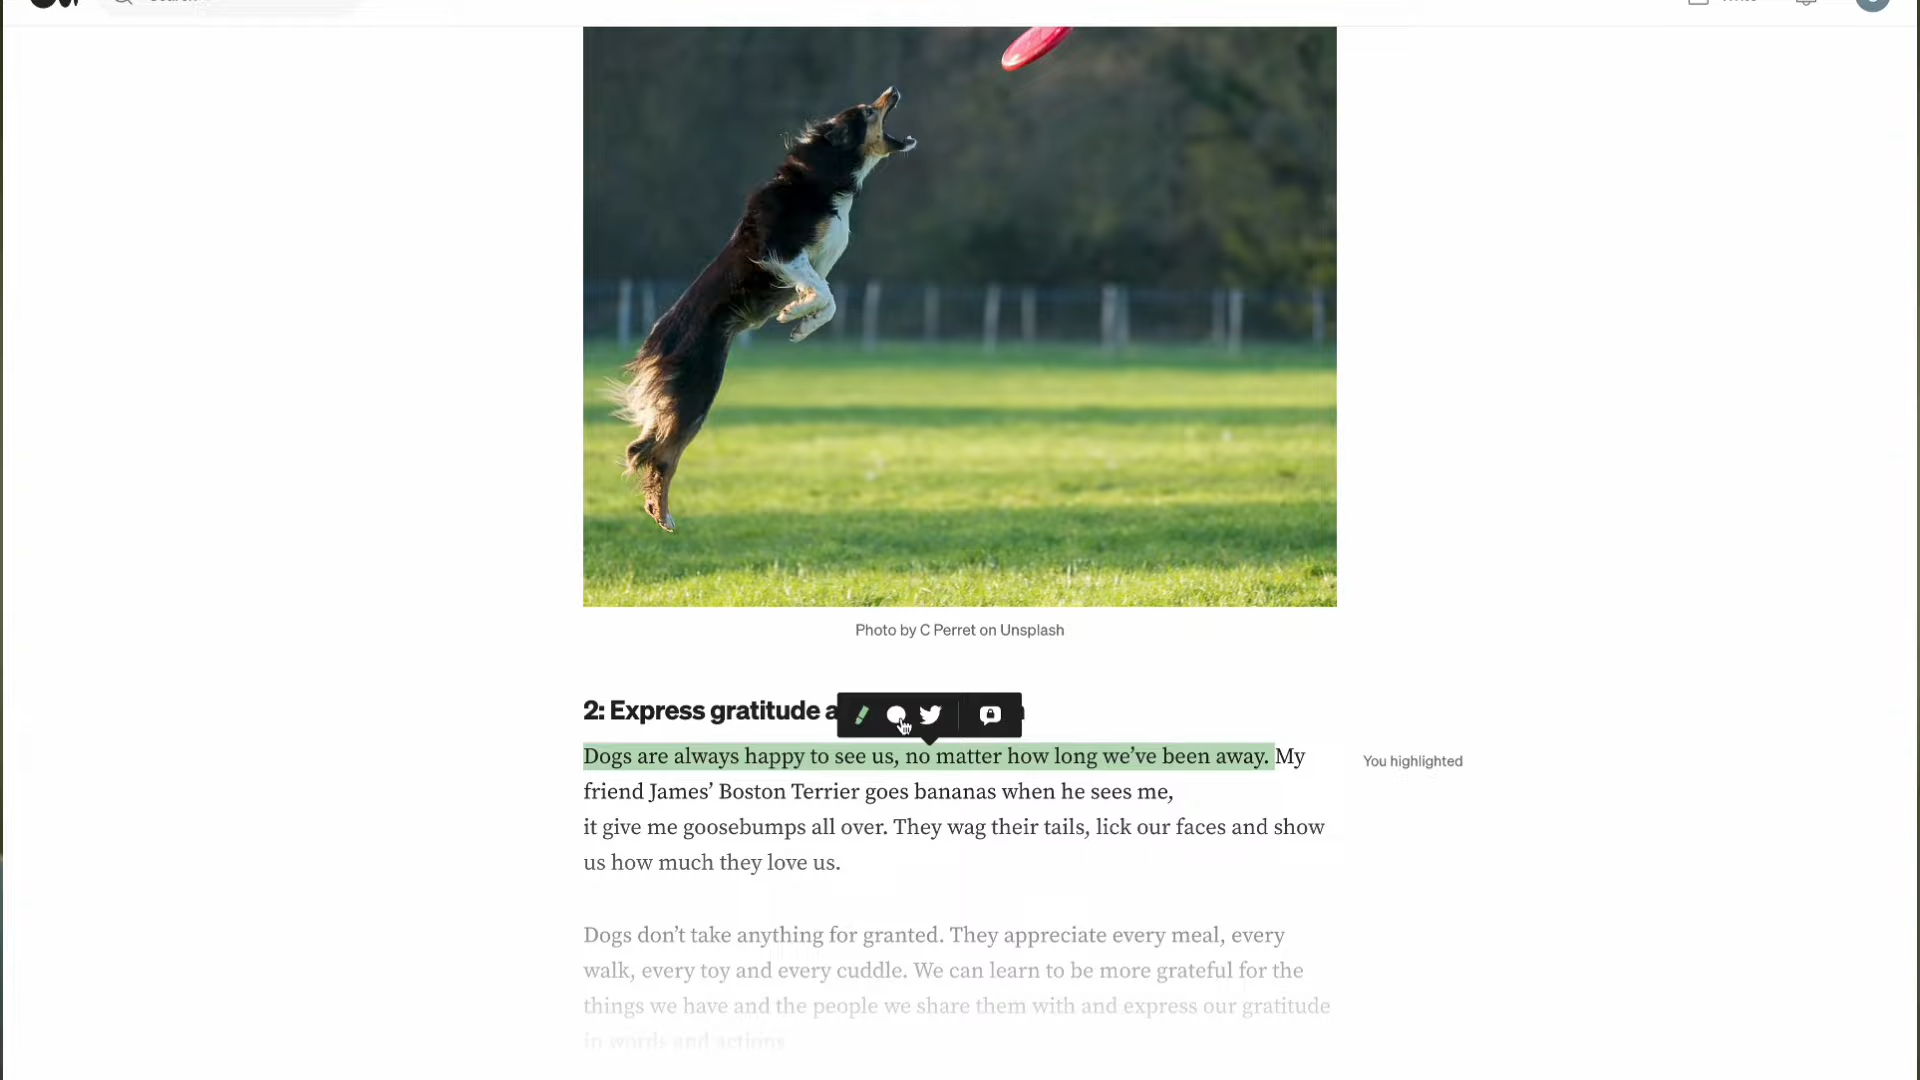 Photo by C Perret on Unsplash
2: Express gratitude a
Dogs are always happy to see us, no matter how long we’ve been away. My
You highlighted
friend James’ Boston Terrier goes bananas when he sees me,
it give me goosebumps all over. They wag their tails, lick our faces and show
us how much they love us.
Dogs don’t take anything for granted. They appreciate every meal, every
walk, every toy and every cuddle. We can learn to be more grateful for the
things we have and the people we share them with and express our gratitude
in words and actions